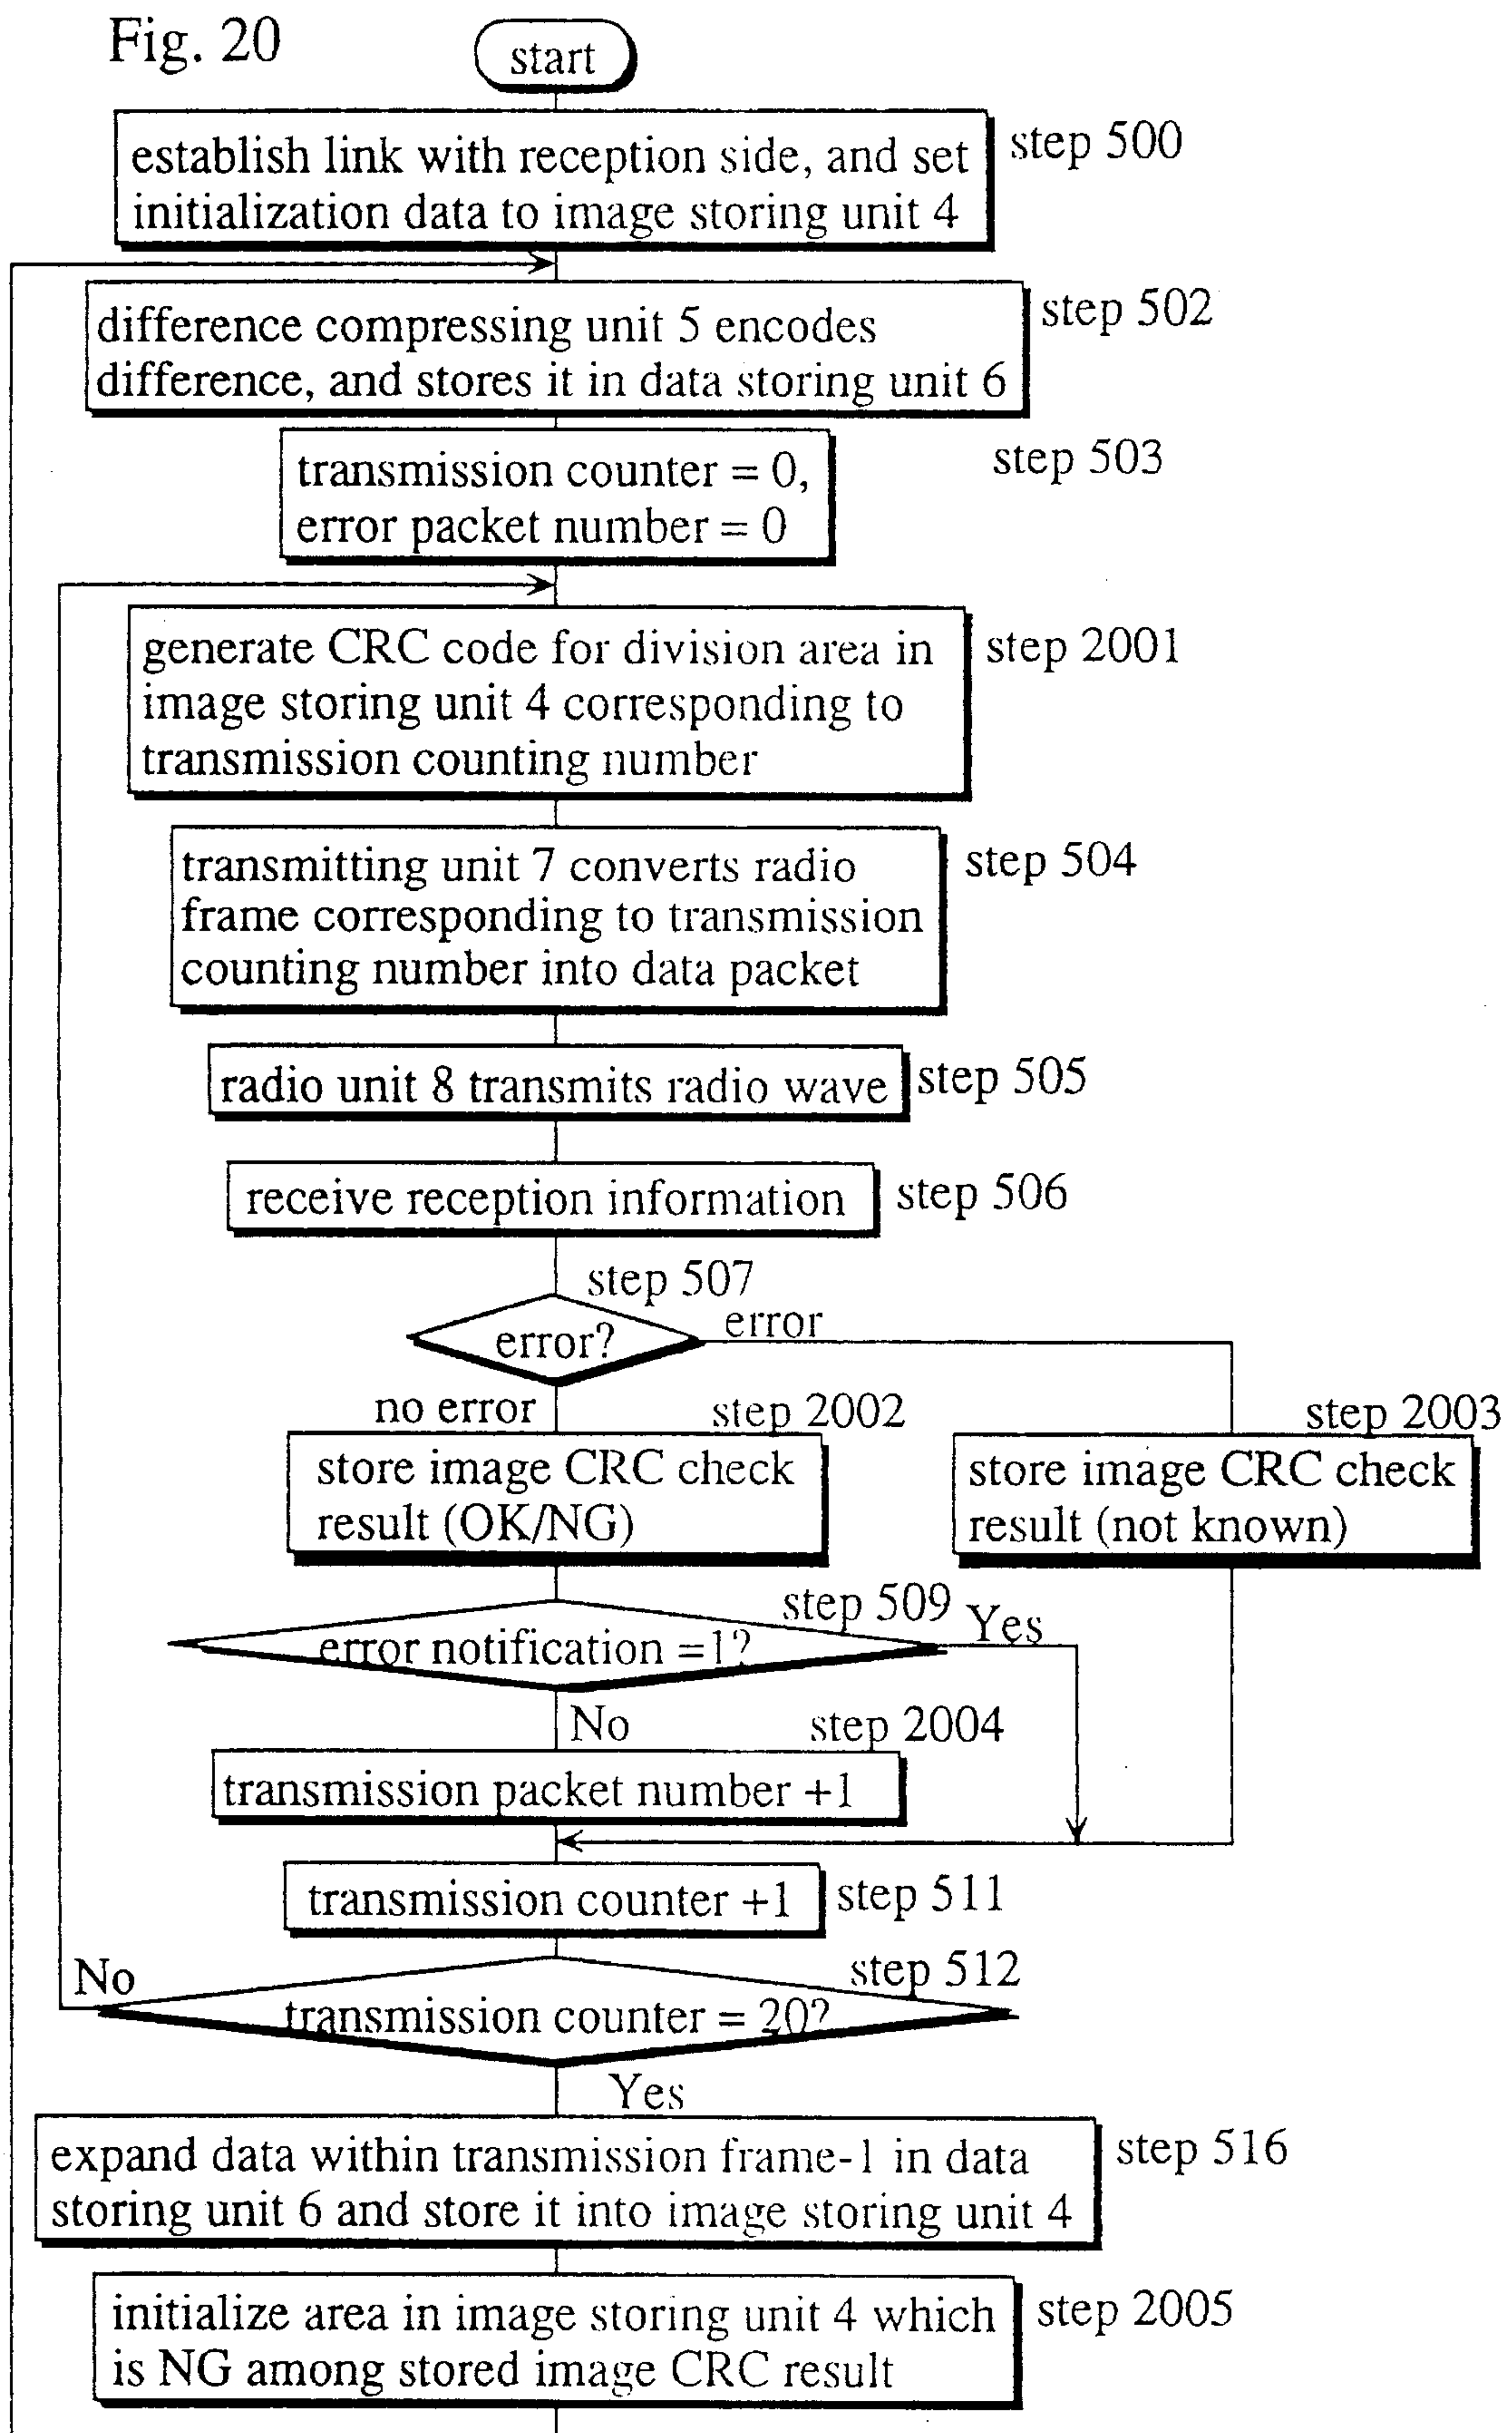 Fig. 20
start
establish link with reception side, and set
initialization data to image storing unit 4
step 500
difference compressing unit 5 encodes
difference, and stores it in data storing unit 6
step 502
transmission counter = 0,
error packet number = 0
step 503
generate CRC code for division area in
image storing unit 4 corresponding to
transmission counting number
step 2001
transmitting unit 7 converts radio
frame corresponding to transmission
counting number into data packet
step 504
radio unit 8 transmits radio wave
step 505
receive reception information
step 506
step 507
error?
error
no error
step 2002
store image CRC check
result (OK/NG)
step 2003
store image CRC check
result (not known)
step 509
error notification =1?
Yes
No
step 2004
transmission packet number +1
transmission counter +1
step 511
No
step 512
transmission counter = 20?
Yes
expand data within transmission frame-1 in data
storing unit 6 and store it into image storing unit 4
step 516
initialize area in image storing unit 4 which
is NG among stored image CRC result
step 2005